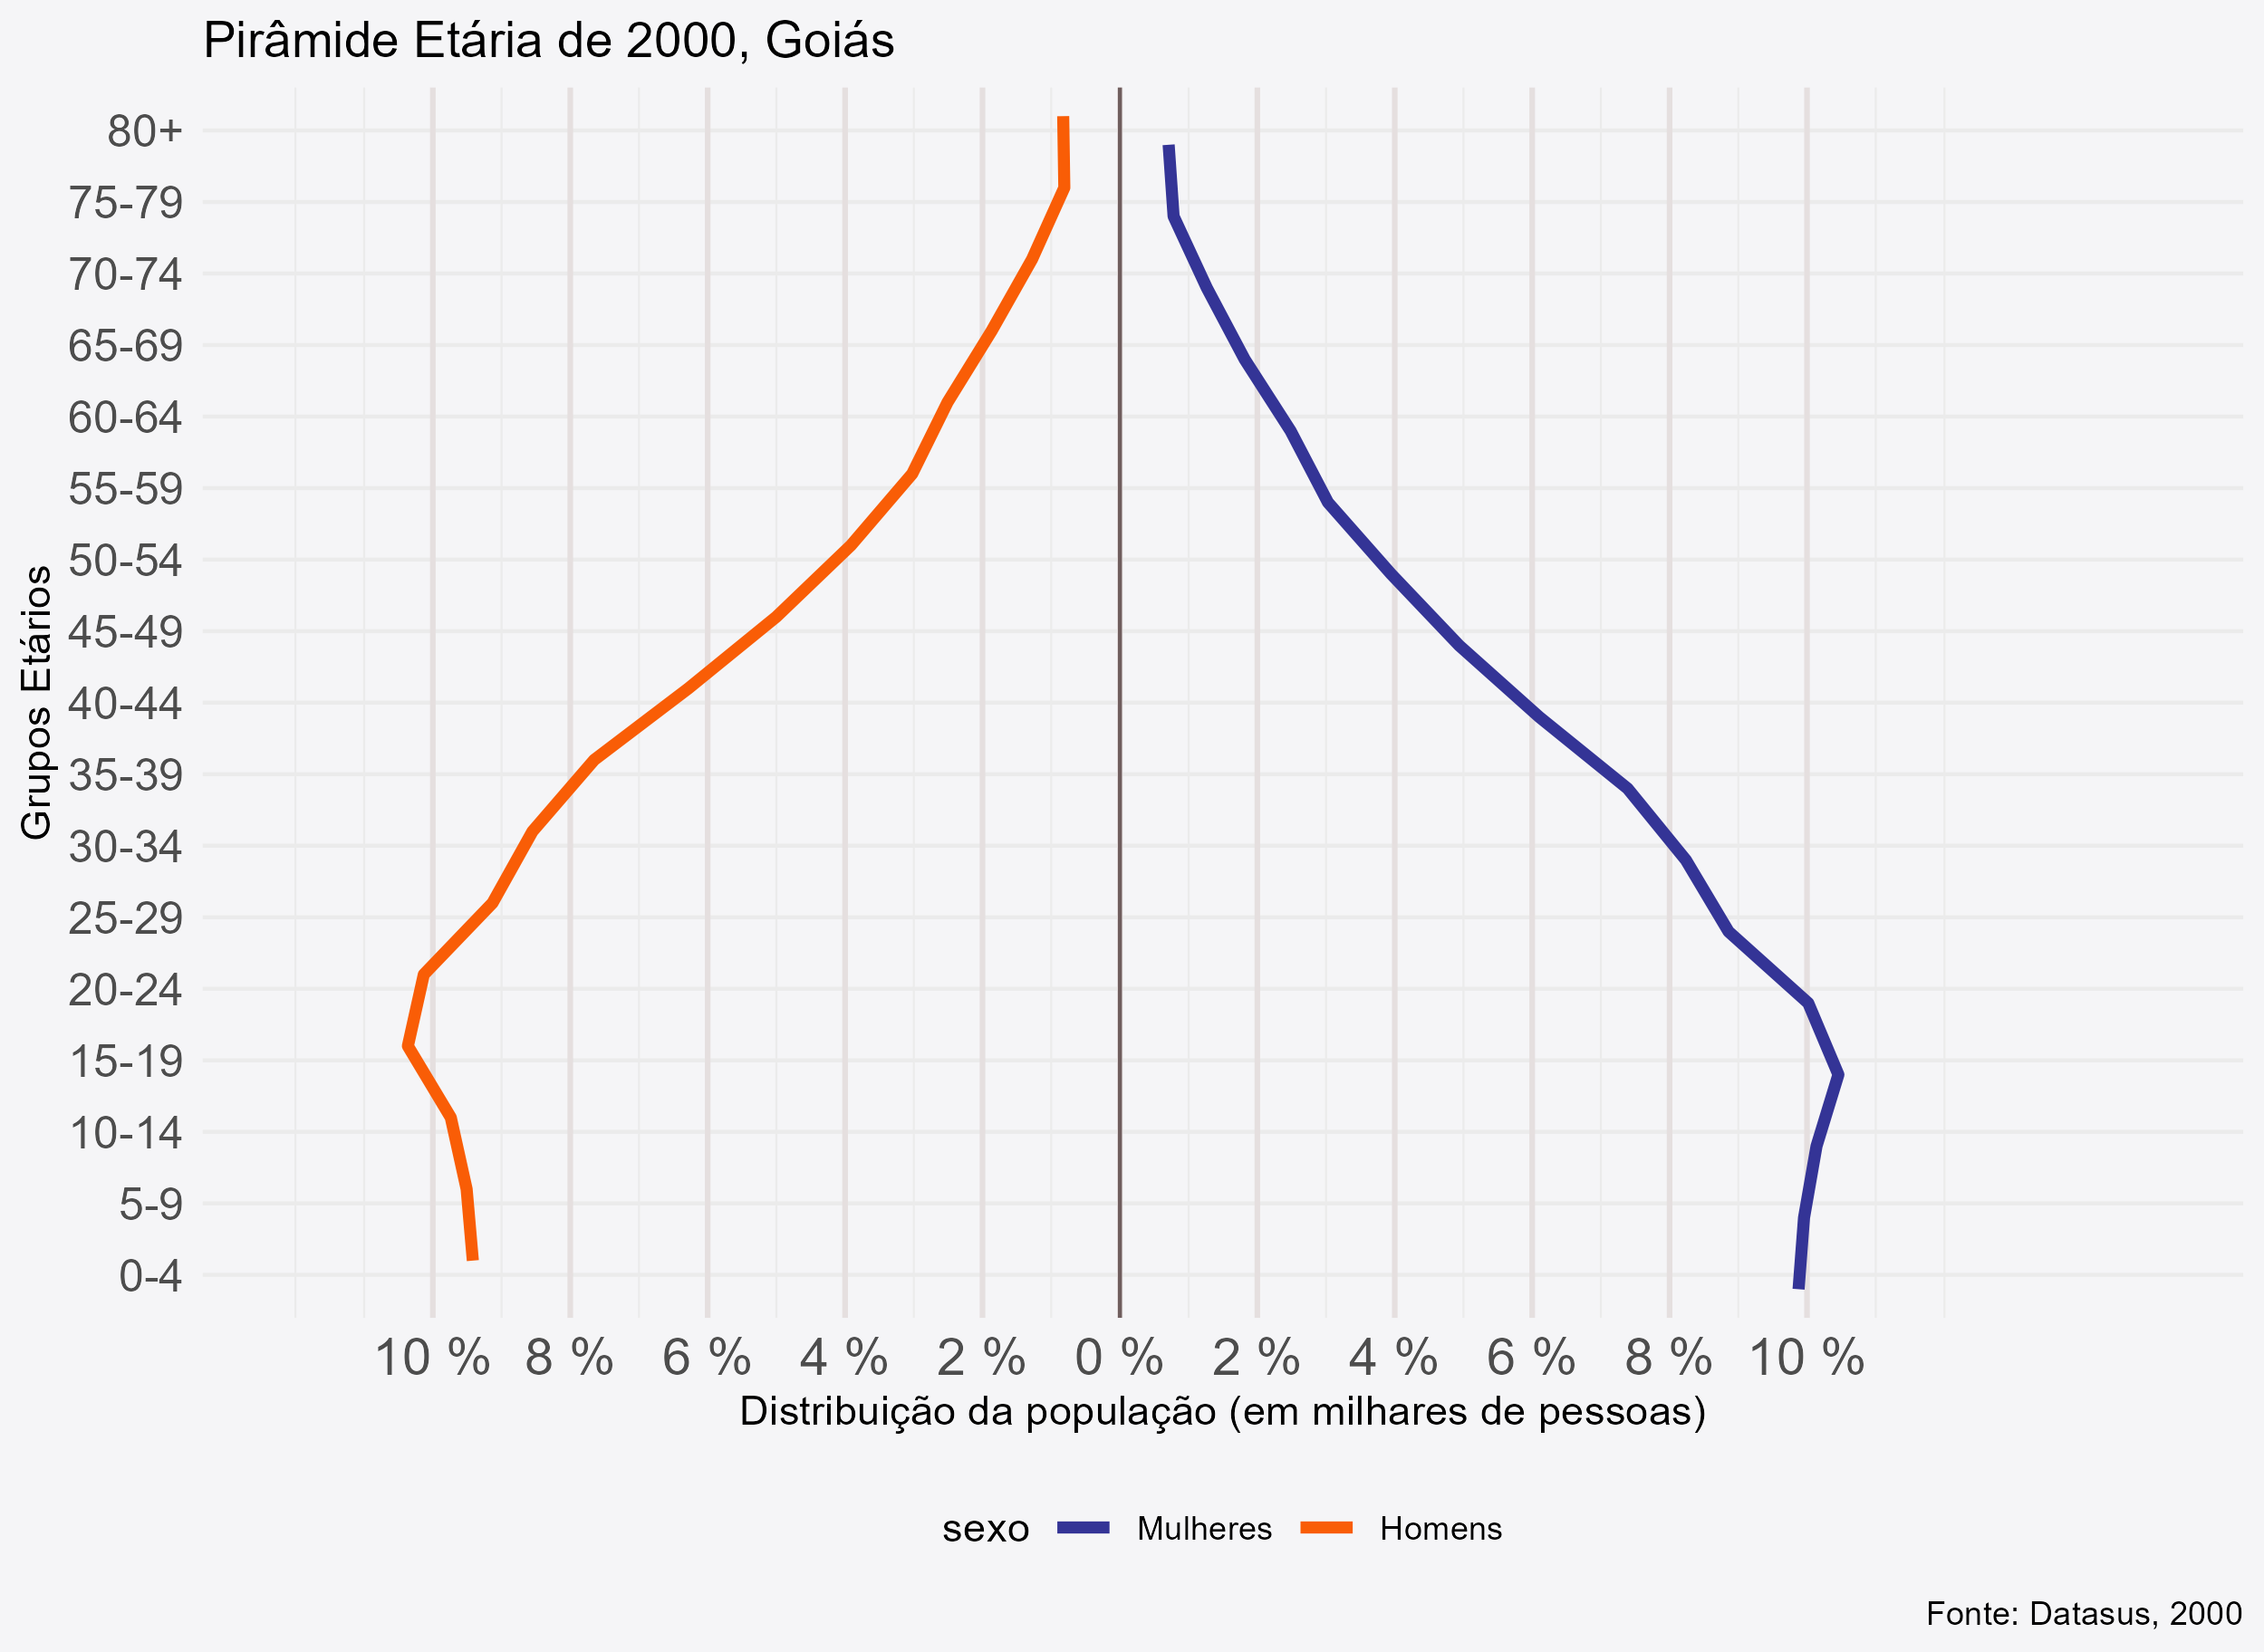 Pirâmide Etária de 2000, Goiás
80+
75-79
70-74
65-69
60-64
55-59
50-54
45-49
40-44
35-39
30-34
25-29
20-24
15-19
10-14
5-9
0-4
Grupos Etários
10 % 8 % 6 % 4 % 2 % 0 % 2 % 4 % 6 % 8 % 10 %
Distribuição da população (em milhares de pessoas)
sexo Mulheres Homens
Fonte: Datasus, 2000